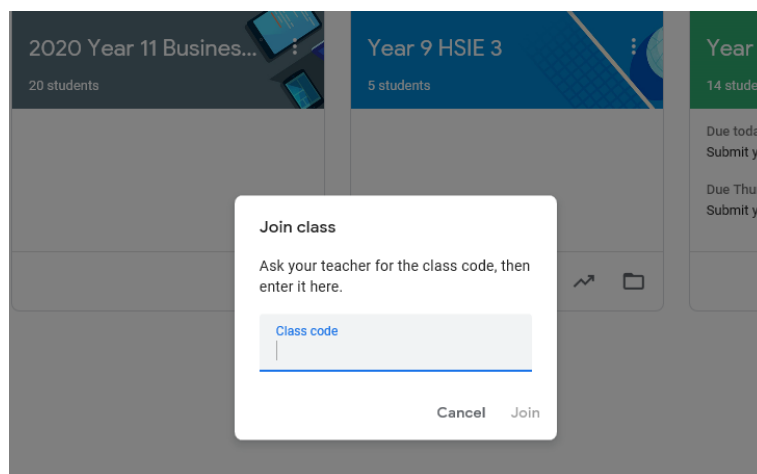 2020 Year 11 Busines...
20 students
Year 9 HSIE 3
5 students
Year
14 stude
Due toda
Submit y
Due Thu
Submit y
Join class
Ask your teacher for the class code, then
enter it here.
Class code
Cancel Join